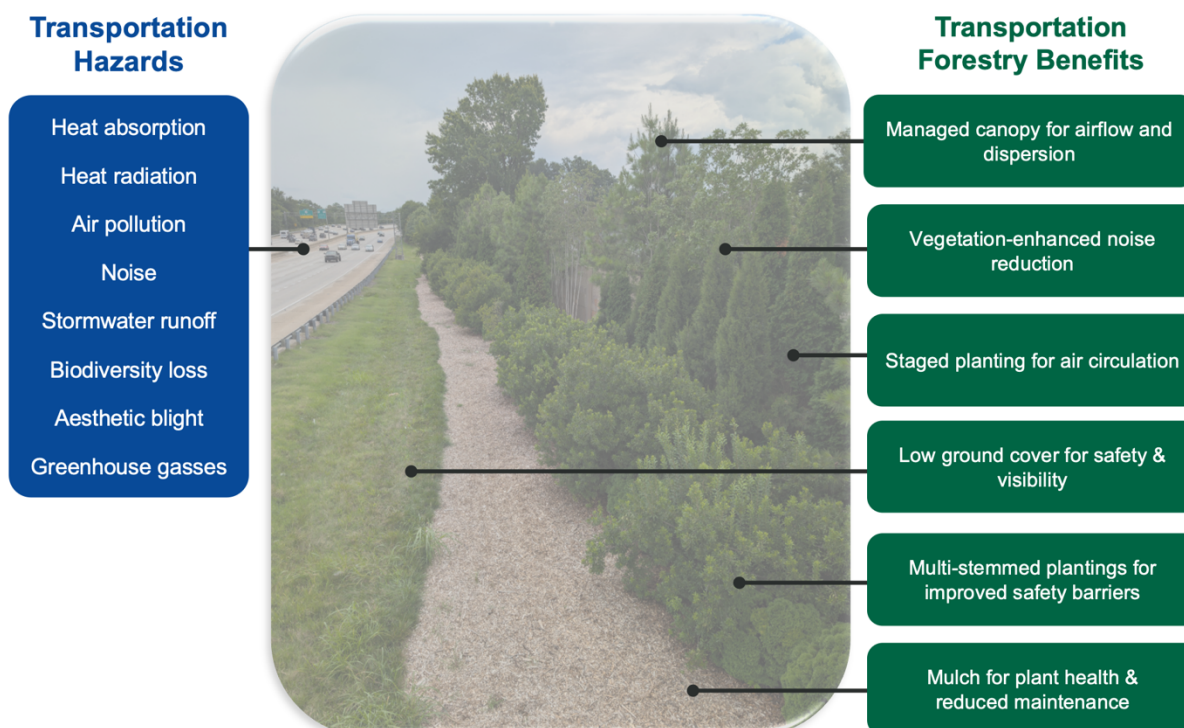 Transportation
Hazards
Heat absorption
Heat radiation
Air pollution
Noise
Stormwater runoff
Biodiversity loss
Aesthetic blight
Greenhouse gasses
Transportation
Forestry Benefits
Managed canopy for airflow and
dispersion
Vegetation-enhanced noise
reduction
Staged planting for air circulation
Low ground cover for safety &
visibility
Multi-stemmed plantings for
improved safety barriers
Mulch for plant health &
reduced maintenance